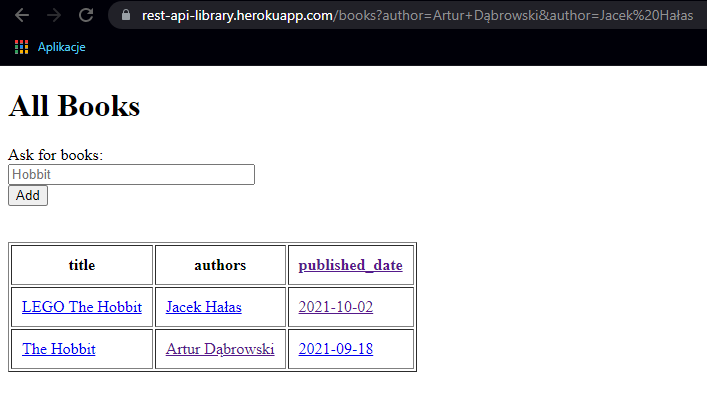 rest-api-library.herokuapp.com/books?author=Artur+Dąbrowski&author=Jacek%20Hałas
Aplikacje
All Books
Ask for books:
Hobbit
Add
title authors published_date
LEGO The Hobbit Jacek Hałas 2021-10-02
The Hobbit Artur Dąbrowski 2021-09-18